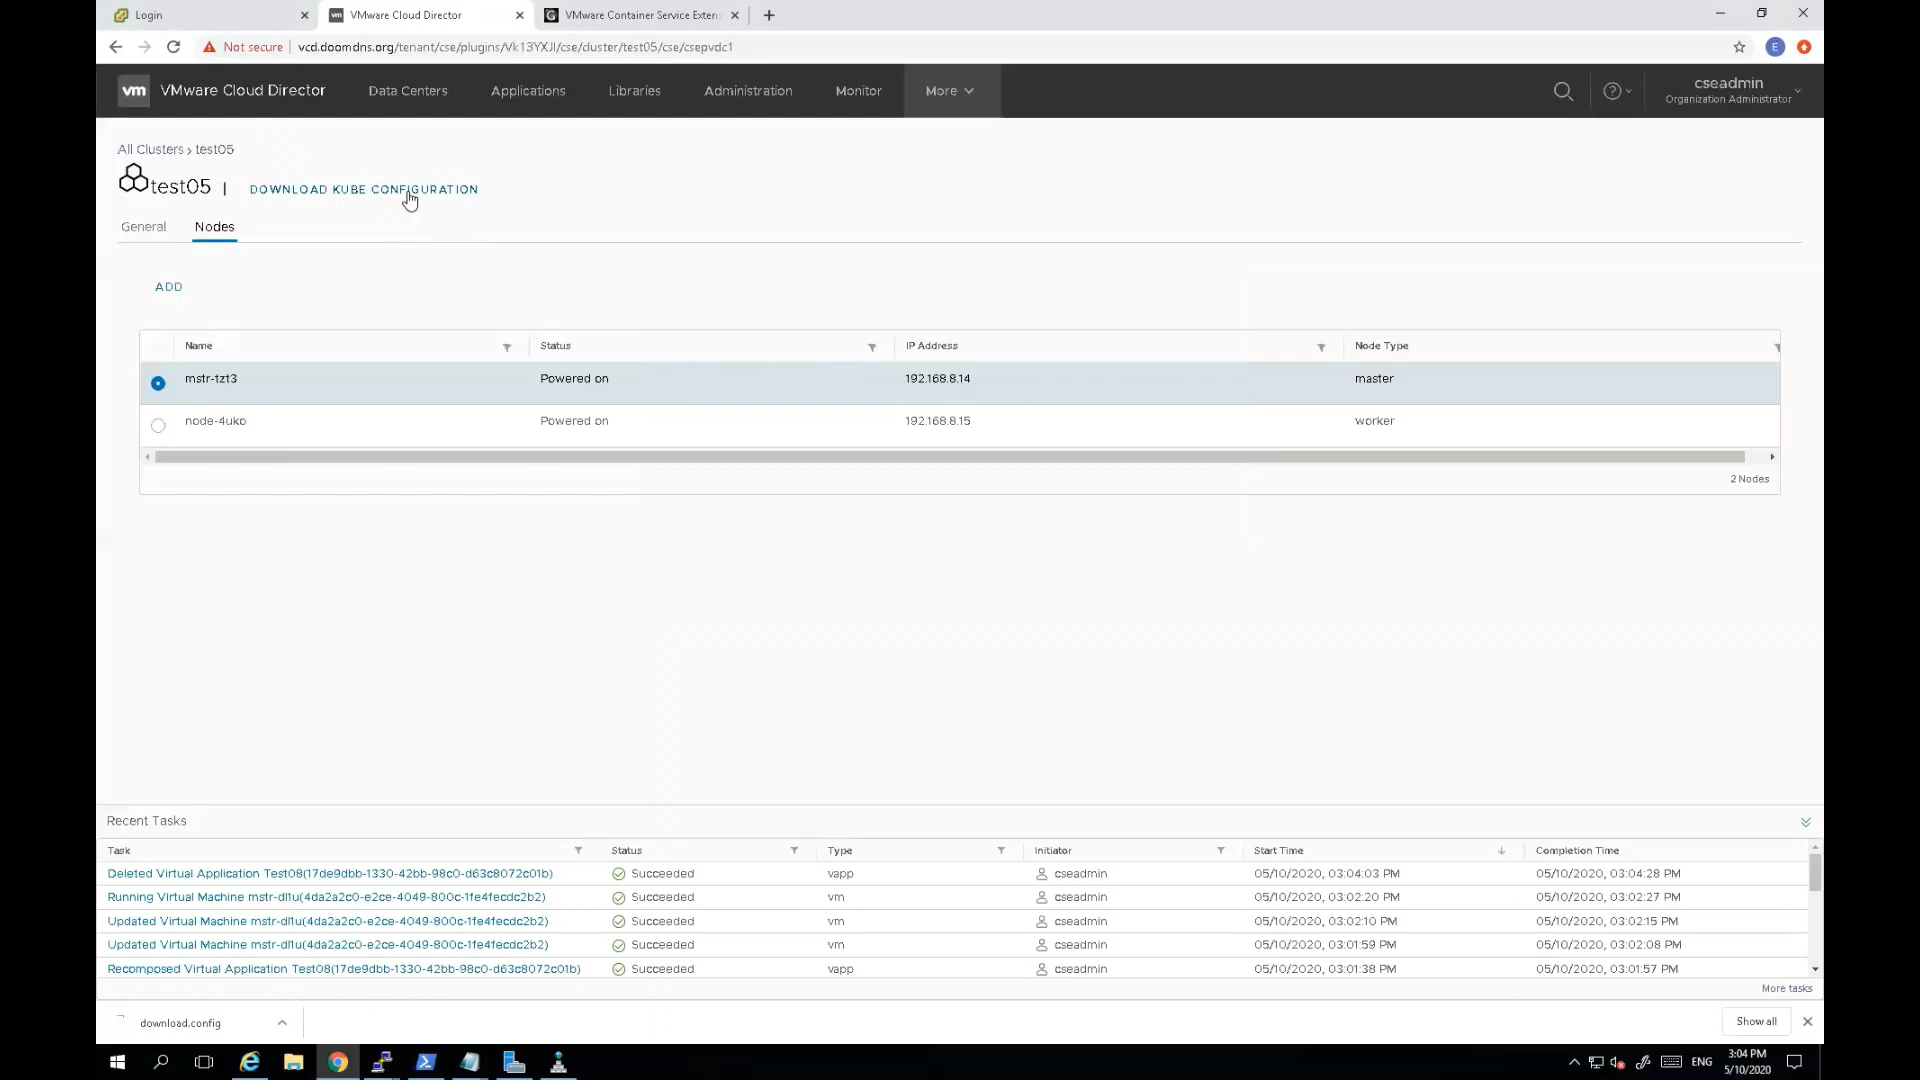 Login
VMware Cloud Director
VMware Container Service Extens
Not secure
vcd.doomdns.org/tenant/cse/plugins/Vk13YXJl/cse/cluster/test05/cse/csepvdc1
E
vm
VMware Cloud Director
Data Centers
Applications
Libraries
Administration
Monitor
More
cseadmin
Organization Administrator
All Clusters › test05
test05 | DOWNLOAD KUBE CONFIGURATION
General
Nodes
ADD
Name Status IP Address Node Type
mstr-tzt3 Powered on 192.168.8.14 master
node-4uko Powered on 192.168.8.15 worker
2 Nodes
Recent Tasks
Task Status Type Initiator Start Time Completion Time
Deleted Virtual Application Test08(17de9dbb-1330-42bb-98c0-d63c8072c01b) Succeeded vapp cseadmin 05/10/2020, 03:04:03 PM 05/10/2020, 03:04:28 PM
Running Virtual Machine mstr-dl1u(4da2a2c0-e2ce-4049-800c-1fe4fecdc2b2) Succeeded vm cseadmin 05/10/2020, 03:02:20 PM 05/10/2020, 03:02:27 PM
Updated Virtual Machine mstr-dl1u(4da2a2c0-e2ce-4049-800c-1fe4fecdc2b2) Succeeded vm cseadmin 05/10/2020, 03:02:10 PM 05/10/2020, 03:02:15 PM
Updated Virtual Machine mstr-dl1u(4da2a2c0-e2ce-4049-800c-1fe4fecdc2b2) Succeeded vm cseadmin 05/10/2020, 03:01:59 PM 05/10/2020, 03:02:08 PM
Recomposed Virtual Application Test08(17de9dbb-1330-42bb-98c0-d63c8072c01b) Succeeded vapp cseadmin 05/10/2020, 03:01:38 PM 05/10/2020, 03:01:57 PM
More tasks
download.config
Show all
ENG
3:04 PM
5/10/2020